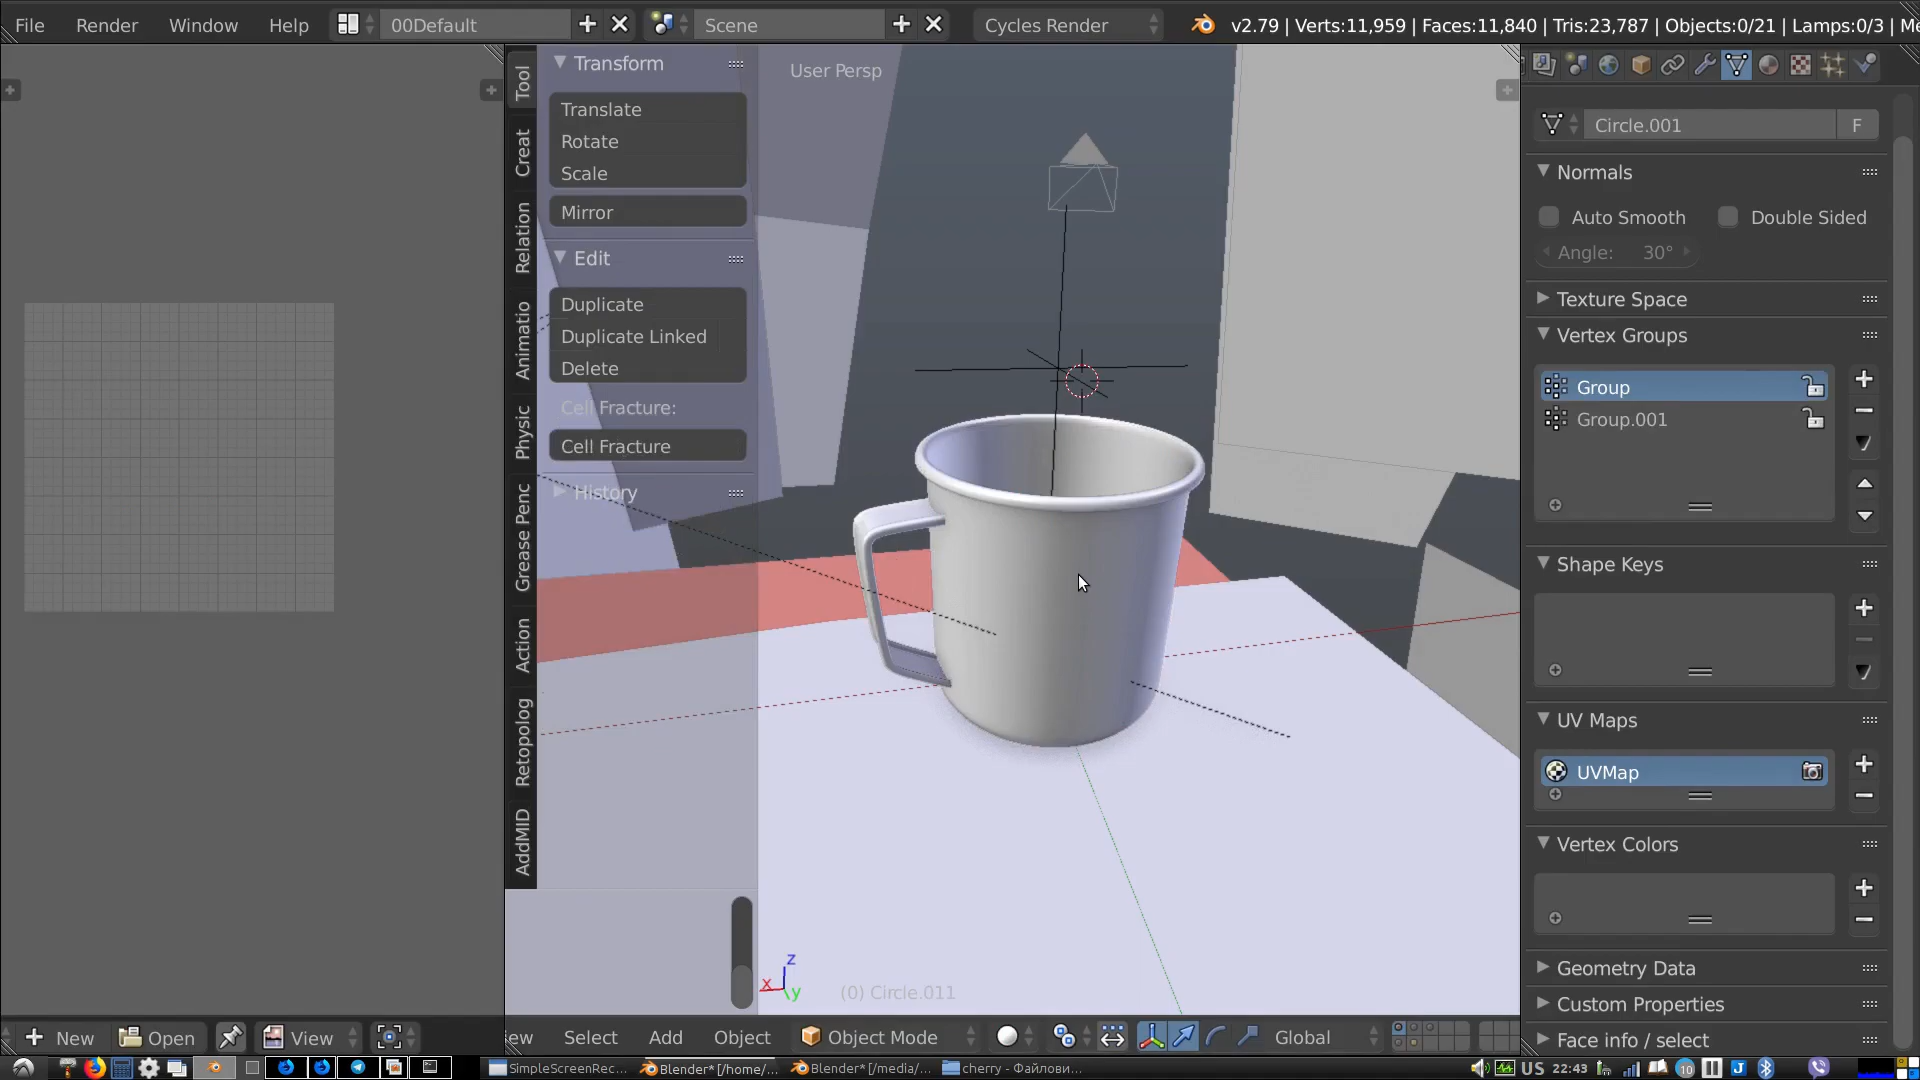 File Render Window Help 00Default Scene Cycles Render v2.79 | Verts:11,959 | Faces:11,840 | Tris:23,787 | Objects:0/21 | Lamps:0/3 | Me
Tool
Creat
Relation
Animatio
Physic
Grease Penc
Action
Retopolog
AddMID
Transform
Translate
Rotate
Scale
Mirror
Edit
Duplicate
Duplicate Linked
Delete
Cell Fracture:
Cell Fracture
History
User Persp
z
x
y
(0) Circle.011
Circle.001 F
Normals
Auto Smooth Double Sided
Angle: 30°
Texture Space
Vertex Groups
Group
Group.001
Shape Keys
UV Maps
UVMap
Vertex Colors
Geometry Data
Custom Properties
Face info / select
New Open View
ew Select Add Object Object Mode Global
SimpleScreenRec... Blender* [/home/... Blender* [/media/... cherry - Файлови... US 22:43 10